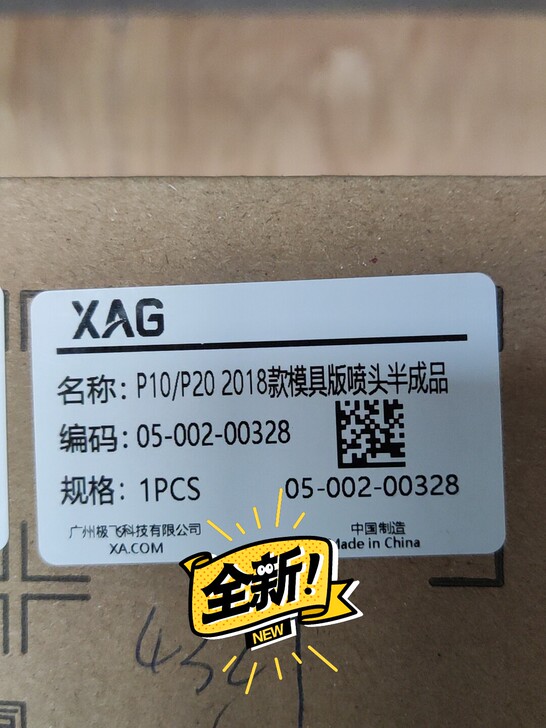 XAG
名称: P10/P20 2018款模具版喷头半成品
编码: 05-002-00328
规格: 1PCS 05-002-00328
广州极飞科技有限公司 中国制造
XA.COM Made in China
全新!
NEW